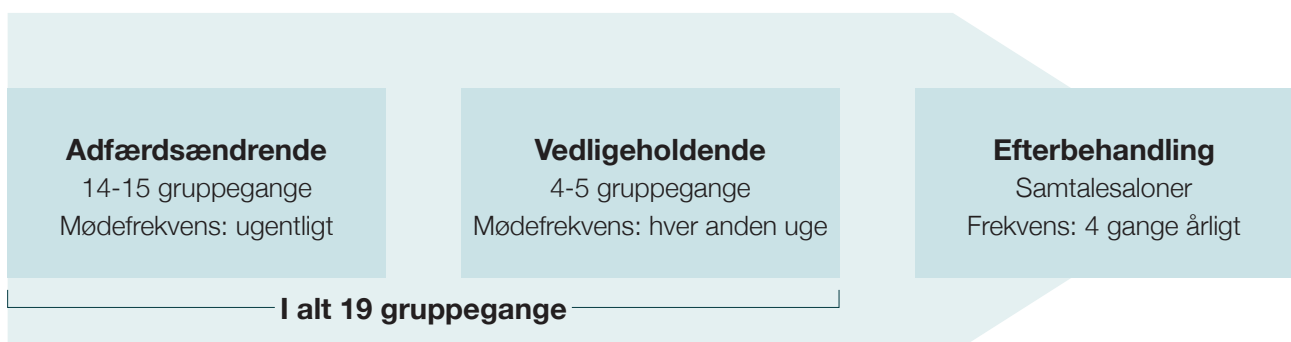 Adfærdsændrende
14-15 gruppegange
Mødefrekvens: ugentligt
Vedligeholdende
4-5 gruppegange
Mødefrekvens: hver anden uge
Efterbehandling
Samtalesaloner
Frekvens: 4 gange årligt
I alt 19 gruppegange